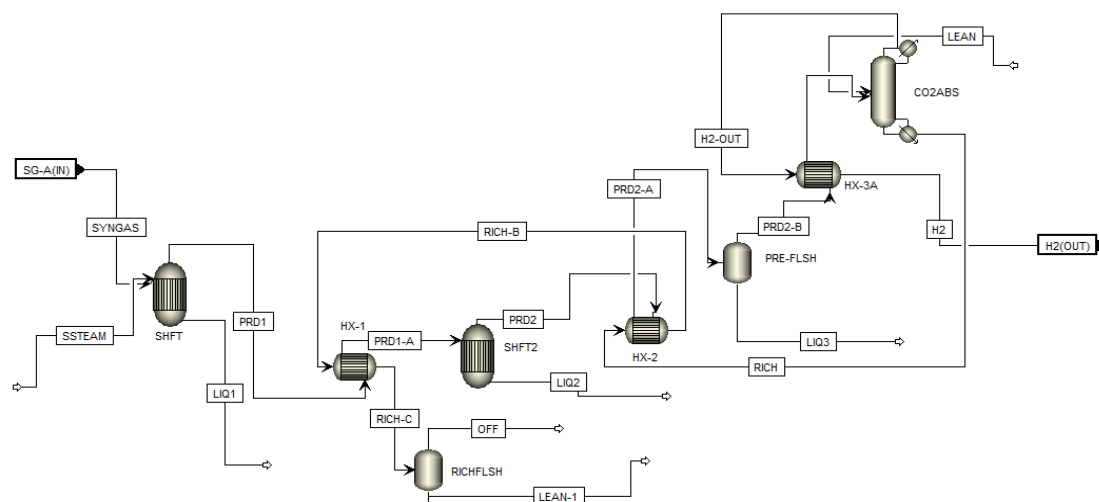 LEAN
CO2ABS
H2-OUT
SG-A(IN)
HX-3A
PRD2-A
SYNGAS
PRD2-B
RICH-B
H2
H2(OUT)
PRE-FLSH
PRD2
PRD1
HX-1
SSTEAM
SHFT
PRD1-A
SHFT2
HX-2
LIQ3
RICH
LIQ1
LIQ2
RICH-C
OFF
RICHFLSH
LEAN-1